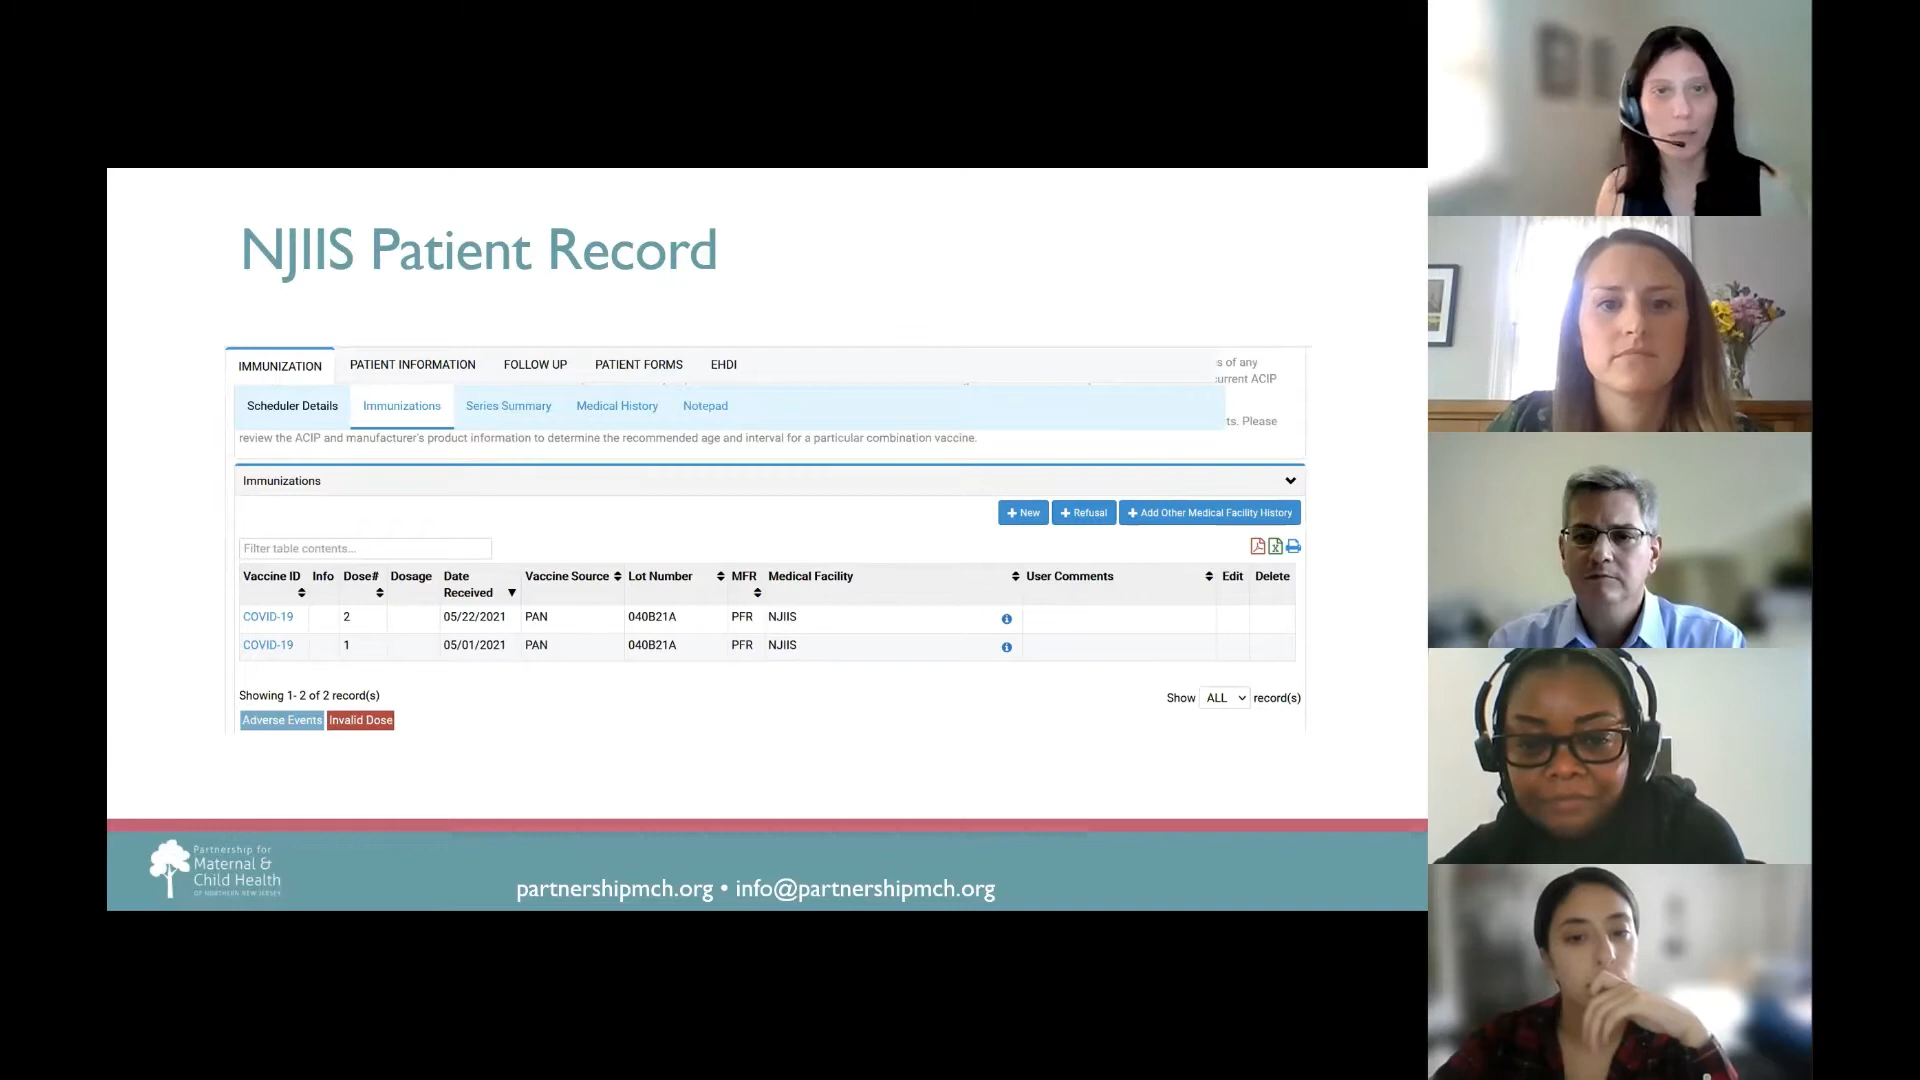 NJIIS Patient Record
IMMUNIZATION PATIENT INFORMATION FOLLOW UP PATIENT FORMS EHDI
s of any
urrent ACIP
Scheduler Details Immunizations Series Summary Medical History Notepad
ts. Please
review the ACIP and manufacturer's product information to determine the recommended age and interval for a particular combination vaccine.
Immunizations
New Refusal Add Other Medical Facility History
Filter table contents...
Vaccine ID Info Dose# Dosage Date Received Vaccine Source Lot Number MFR Medical Facility User Comments Edit Delete
COVID-19 2 05/22/2021 PAN 040B21A PFR NJIIS
COVID-19 1 05/01/2021 PAN 040B21A PFR NJIIS
Showing 1- 2 of 2 record(s)
Show ALL record(s)
Adverse Events Invalid Dose
Partnership for
Maternal &
Child Health
OF NORTHERN NEW JERSEY
partnershipmch.org • info@partnershipmch.org